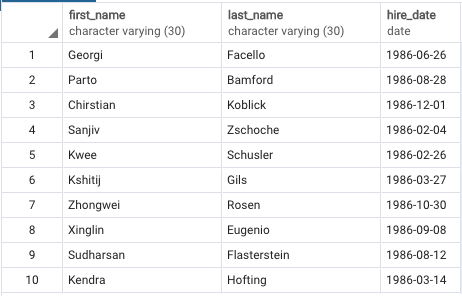 first_name last_name hire_date
character varying (30) character varying (30) date
1 Georgi Facello 1986-06-26
2 Parto Bamford 1986-08-28
3 Chirstian Koblick 1986-12-01
4 Sanjiv Zschoche 1986-02-04
5 Kwee Schusler 1986-02-26
6 Kshitij Gils 1986-03-27
7 Zhongwei Rosen 1986-10-30
8 Xinglin Eugenio 1986-09-08
9 Sudharsan Flasterstein 1986-08-12
10 Kendra Hofting 1986-03-14